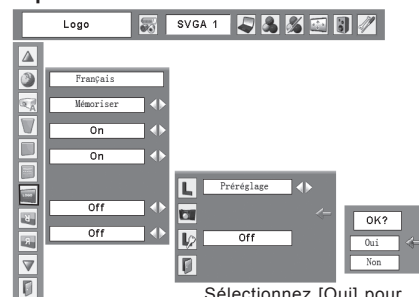 Logo
SVGA 1
Français
Mémoriser
On
On
Off
Off
Préréglage
Off
OK?
Oui
Non
Sélectionnez [Oui] pour